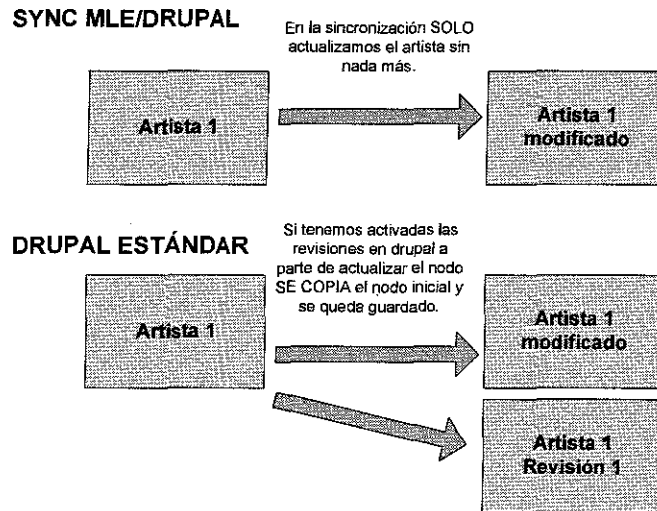 SYNC MLE/DRUPAL
En la sincronización SOLO
actualizamos el artista sin
nada más.
Artista 1
Artista 1
modificado
DRUPAL ESTÁNDAR
Si tenemos activadas las
revisiones en drupal a
parte de actualizar el nodo
SE COPIA el nodo inicial y
se queda guardado.
Artista 1
Artista 1
modificado
Artista 1
Revisión 1